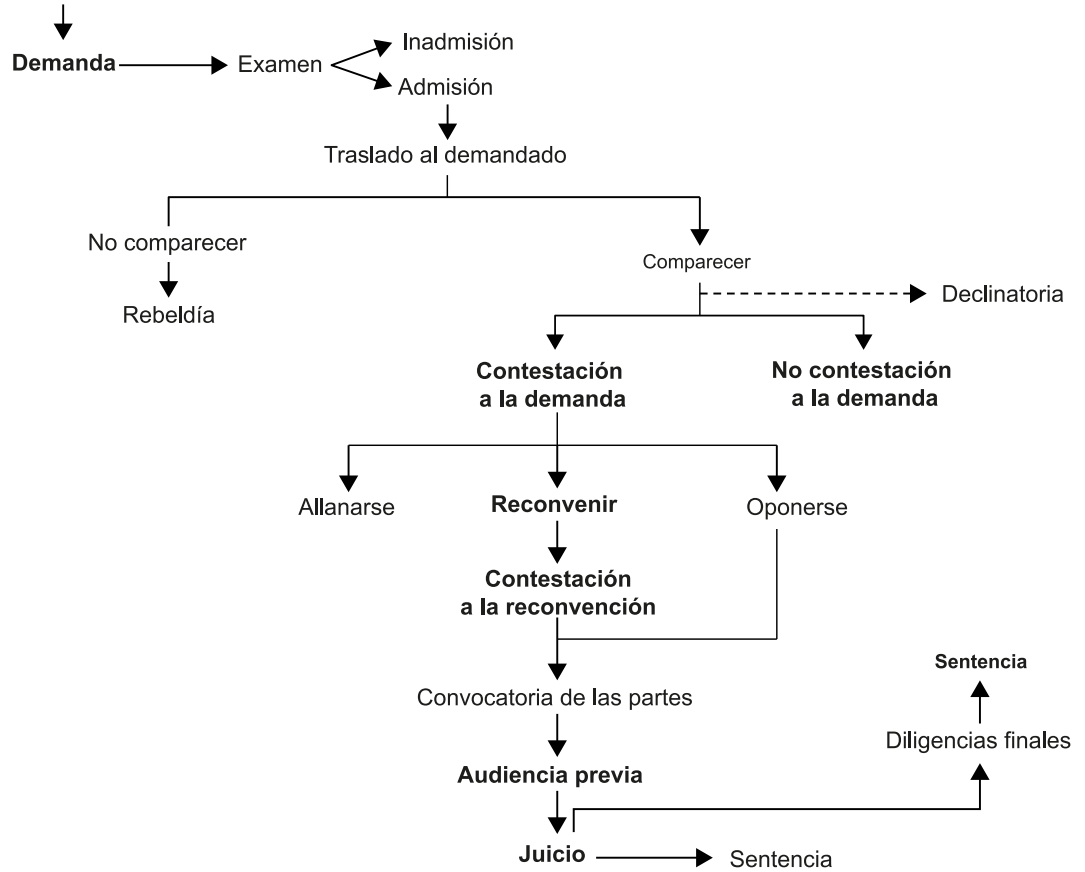 Inadmisión
Demanda
Examen
Admisión
Traslado al demandado
No comparecer
Comparecer
Rebeldía
Declinatoria
Contestación
a la demanda
No contestación
a la demanda
Allanarse
Reconvenir
Oponerse
Contestación
a la reconvención
Convocatoria de las partes
Sentencia
Diligencias finales
Audiencia previa
Juicio
Sentencia